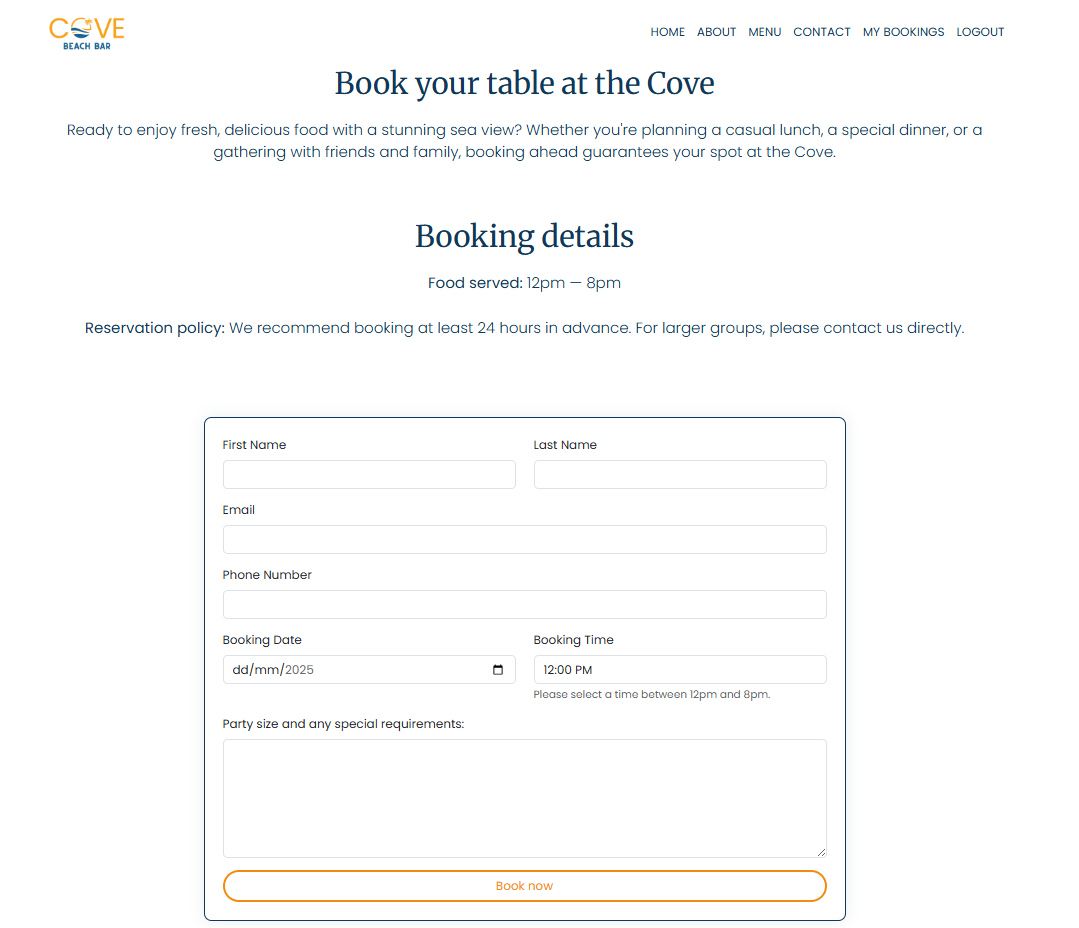 COVE
BEACH BAR
HOME ABOUT MENU CONTACT MY BOOKINGS LOGOUT
Book your table at the Cove
Ready to enjoy fresh, delicious food with a stunning sea view? Whether you're planning a casual lunch, a special dinner, or a
gathering with friends and family, booking ahead guarantees your spot at the Cove.
Booking details
Food served: 12pm — 8pm
Reservation policy: We recommend booking at least 24 hours in advance. For larger groups, please contact us directly.
First Name Last Name
Email
Phone Number
Booking Date Booking Time
dd/mm/2025 12:00 PM
Please select a time between 12pm and 8pm.
Party size and any special requirements:
Book now